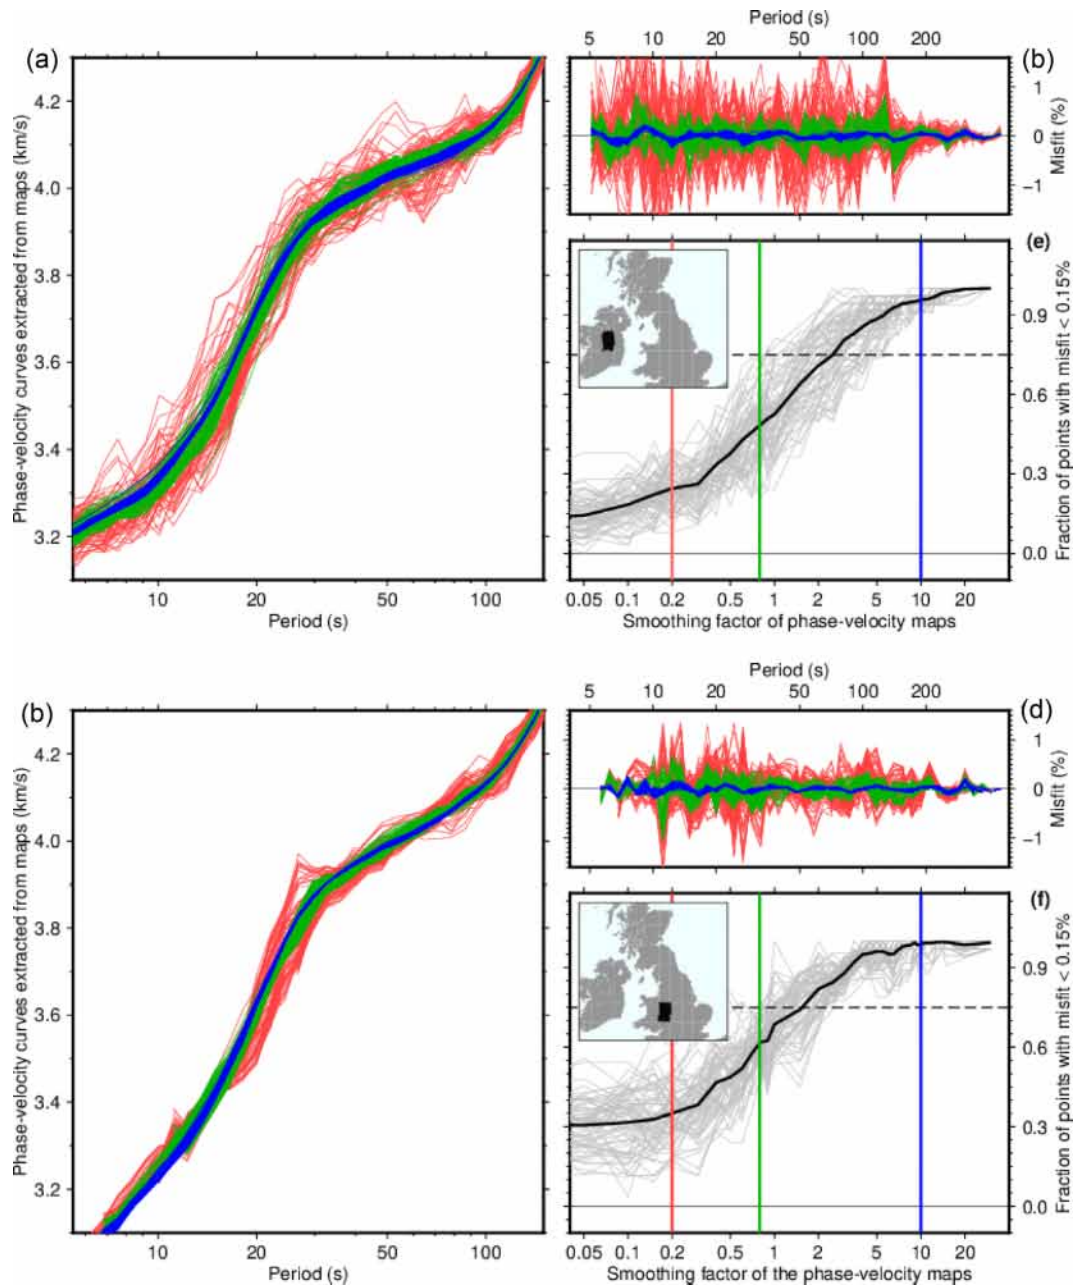 Period (s)
5 10 20 50 100 200
(a)
4.2
4.0
3.8
3.6
3.4
3.2
Phase-velocity curves extracted from maps (km/s)
10 20 50 100
Period (s)
(b)
1
0
−1
Misfit (%)
(e)
0.9
0.6
0.3
0.0
Fraction of points with misfit < 0.15%
0.05 0.1 0.2 0.5 1 2 5 10 20
Smoothing factor of phase-velocity maps
Period (s)
5 10 20 50 100 200
(b)
4.2
4.0
3.8
3.6
3.4
3.2
Phase-velocity curves extracted from maps (km/s)
10 20 50 100
Period (s)
(d)
1
0
−1
Misfit (%)
(f)
0.9
0.6
0.3
0.0
Fraction of points with misfit < 0.15%
0.05 0.1 0.2 0.5 1.0 2 5 10 20
Smoothing factor of the phase-velocity maps